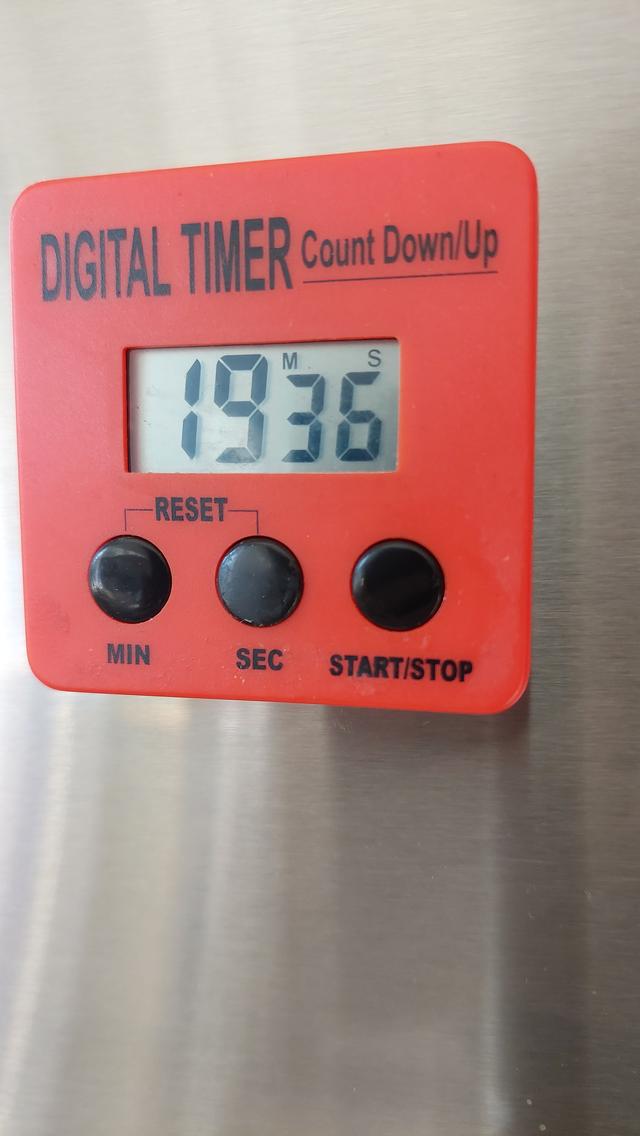 DIGITAL TIMER Count Down/Up
19 M 36 S
RESET
MIN SEC START/STOP